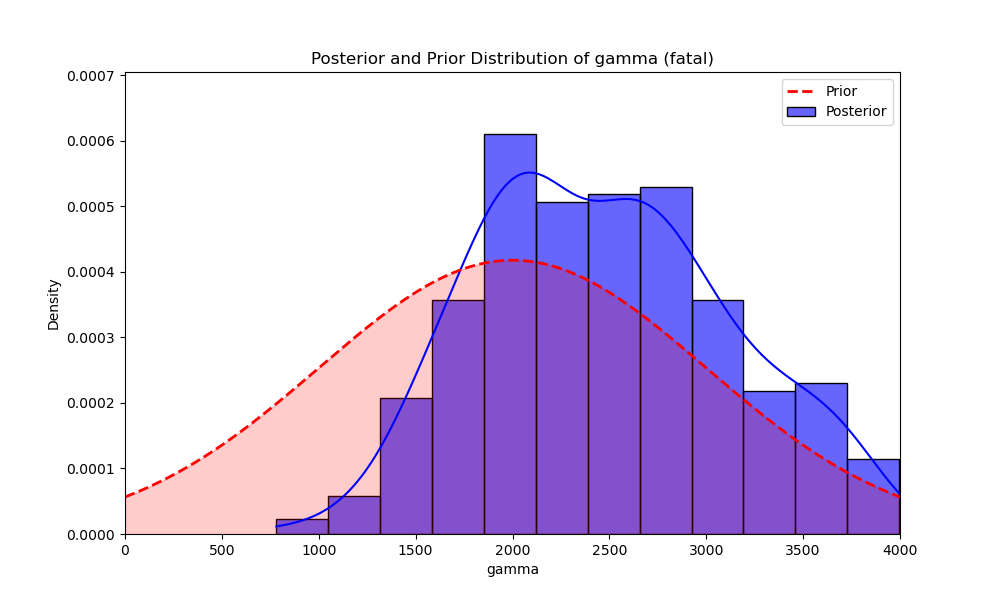 Posterior and Prior Distribution of gamma (fatal)
0.0007
0.0006
0.0005
0.0004
0.0003
0.0002
0.0001
0.0000
Density
Prior
Posterior
0 500 1000 1500 2000 2500 3000 3500 4000
gamma